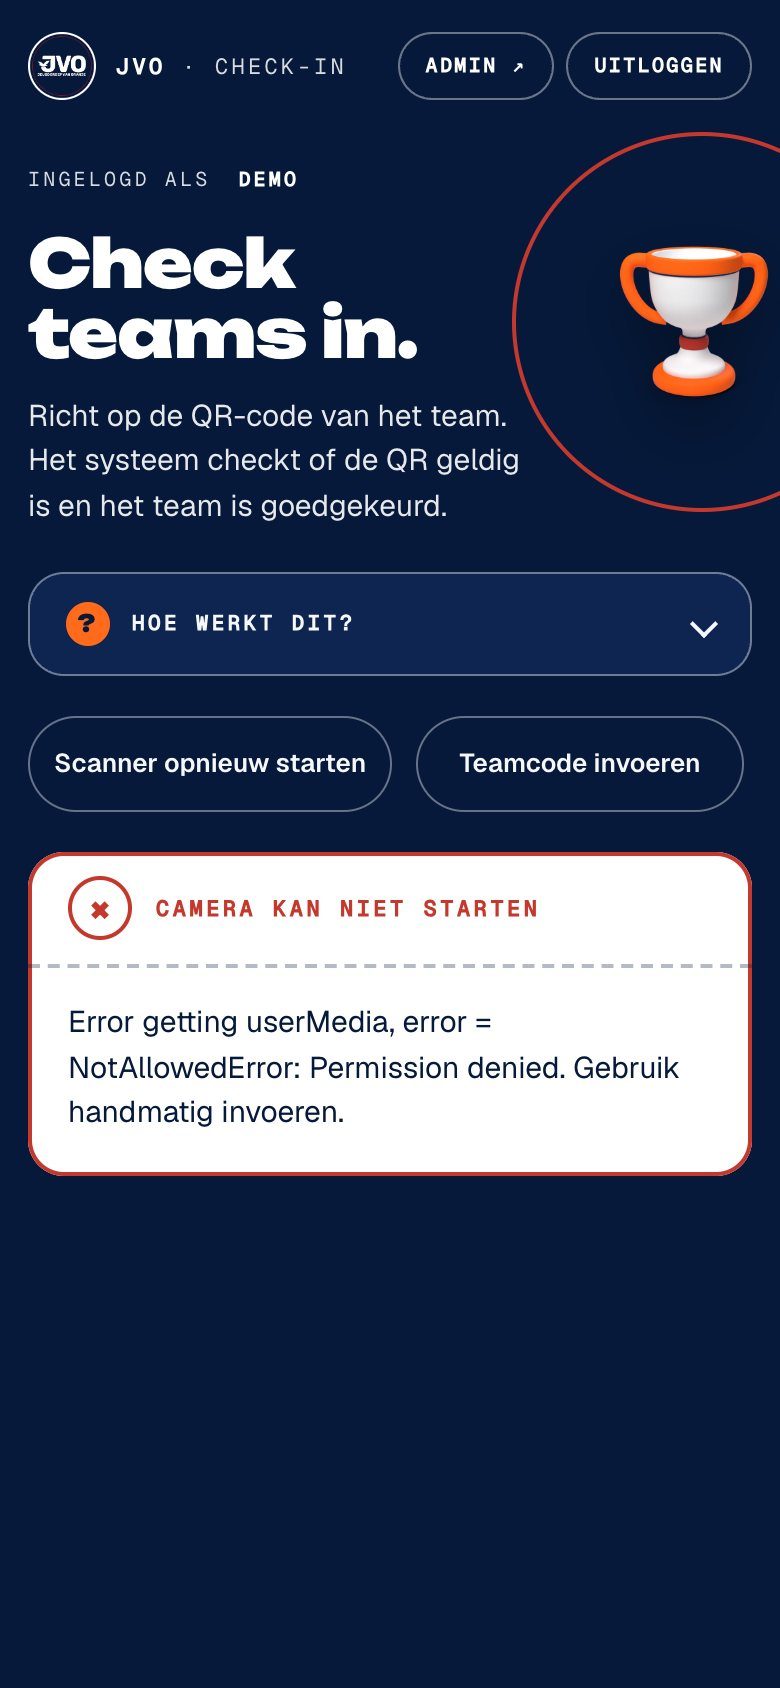 JVO
JVO · CHECK-IN
ADMIN ↗
UITLOGGEN
INGELOGD ALS DEMO
Check
teams in.
Richt op de QR-code van het team.
Het systeem checkt of de QR geldig
is en het team is goedgekeurd.
? HOE WERKT DIT?
Scanner opnieuw starten
Teamcode invoeren
✖ CAMERA KAN NIET STARTEN
Error getting userMedia, error =
NotAllowedError: Permission denied. Gebruik
handmatig invoeren.